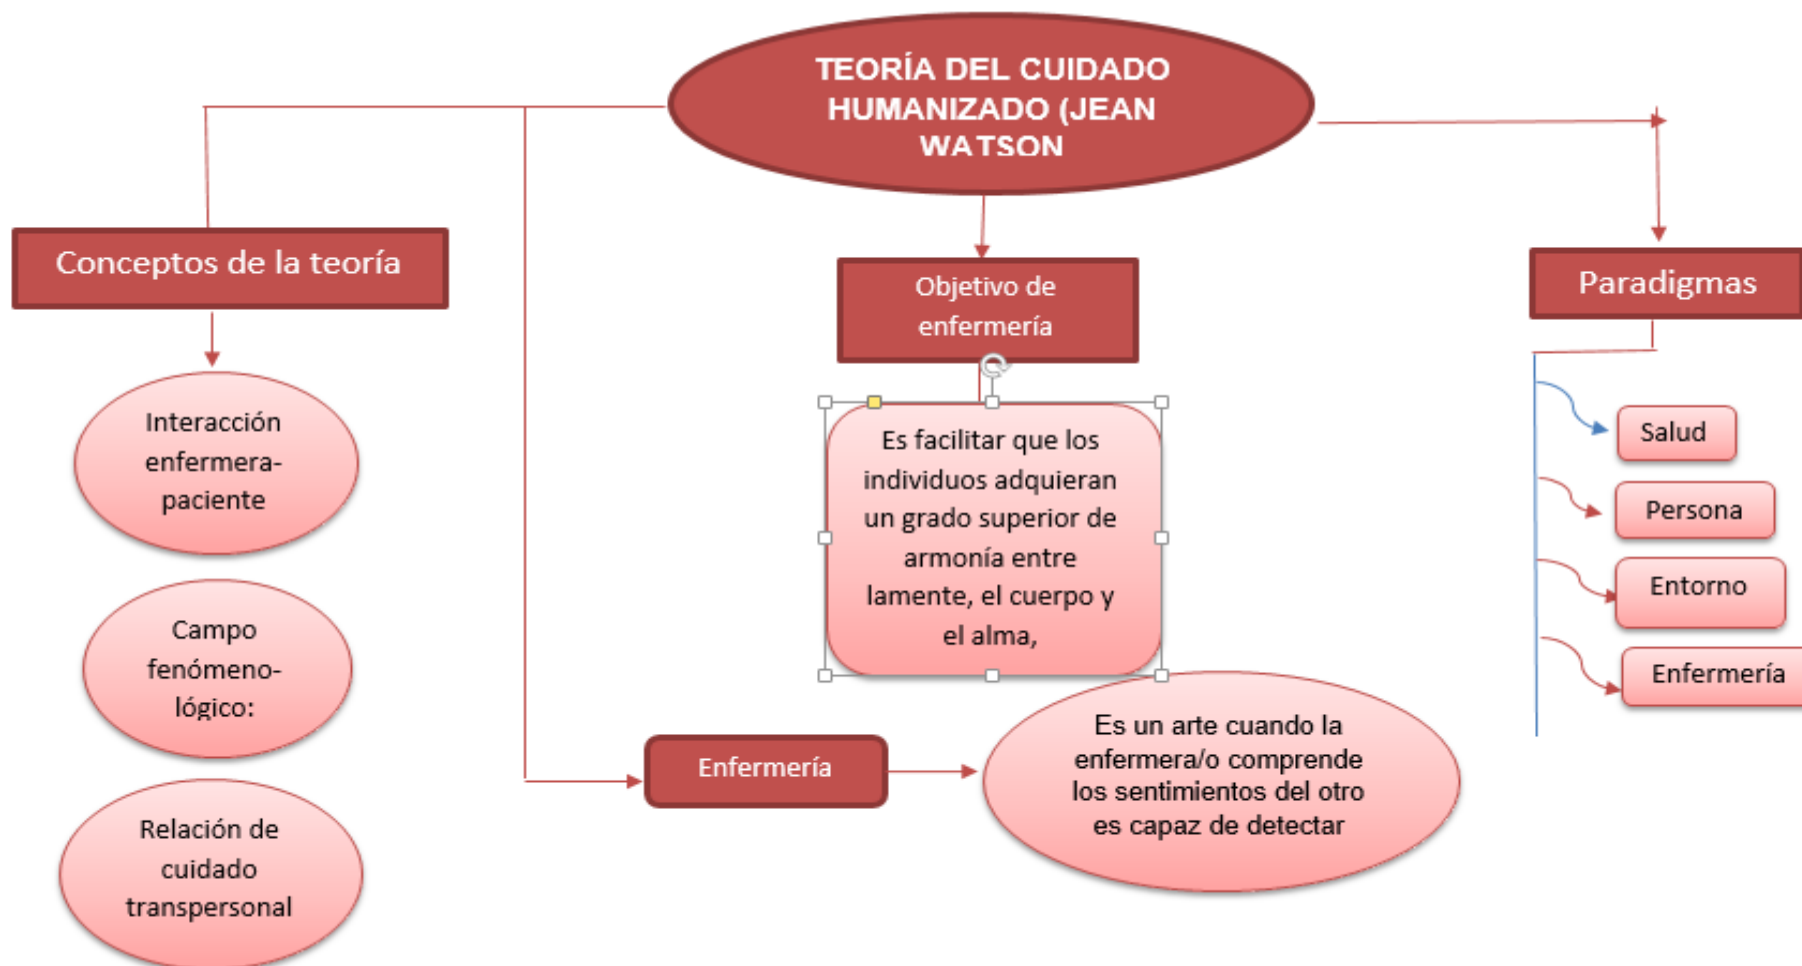 TEORÍA DEL CUIDADO
HUMANIZADO (JEAN
WATSON
Conceptos de la teoría
Interacción
enfermera-
paciente
Campo
fenómeno-
lógico:
Relación de
cuidado
transpersonal
Objetivo de
enfermería
Es facilitar que los
individuos adquieran
un grado superior de
armonía entre
lamente, el cuerpo y
el alma,
Enfermería
Es un arte cuando la
enfermera/o comprende
los sentimientos del otro
es capaz de detectar
Paradigmas
Salud
Persona
Entorno
Enfermería